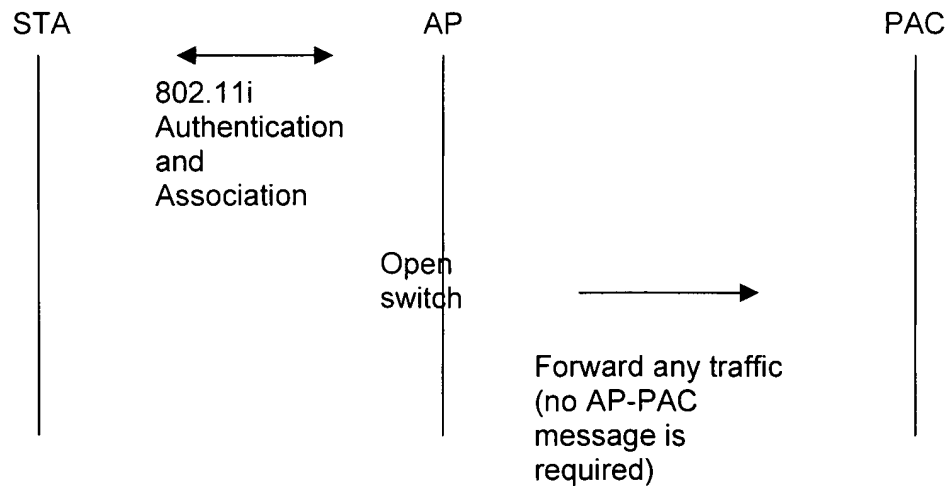 STA
AP
PAC
802.11i
Authentication
and
Association
Open
switch
Forward any traffic
(no AP-PAC
message is
required)